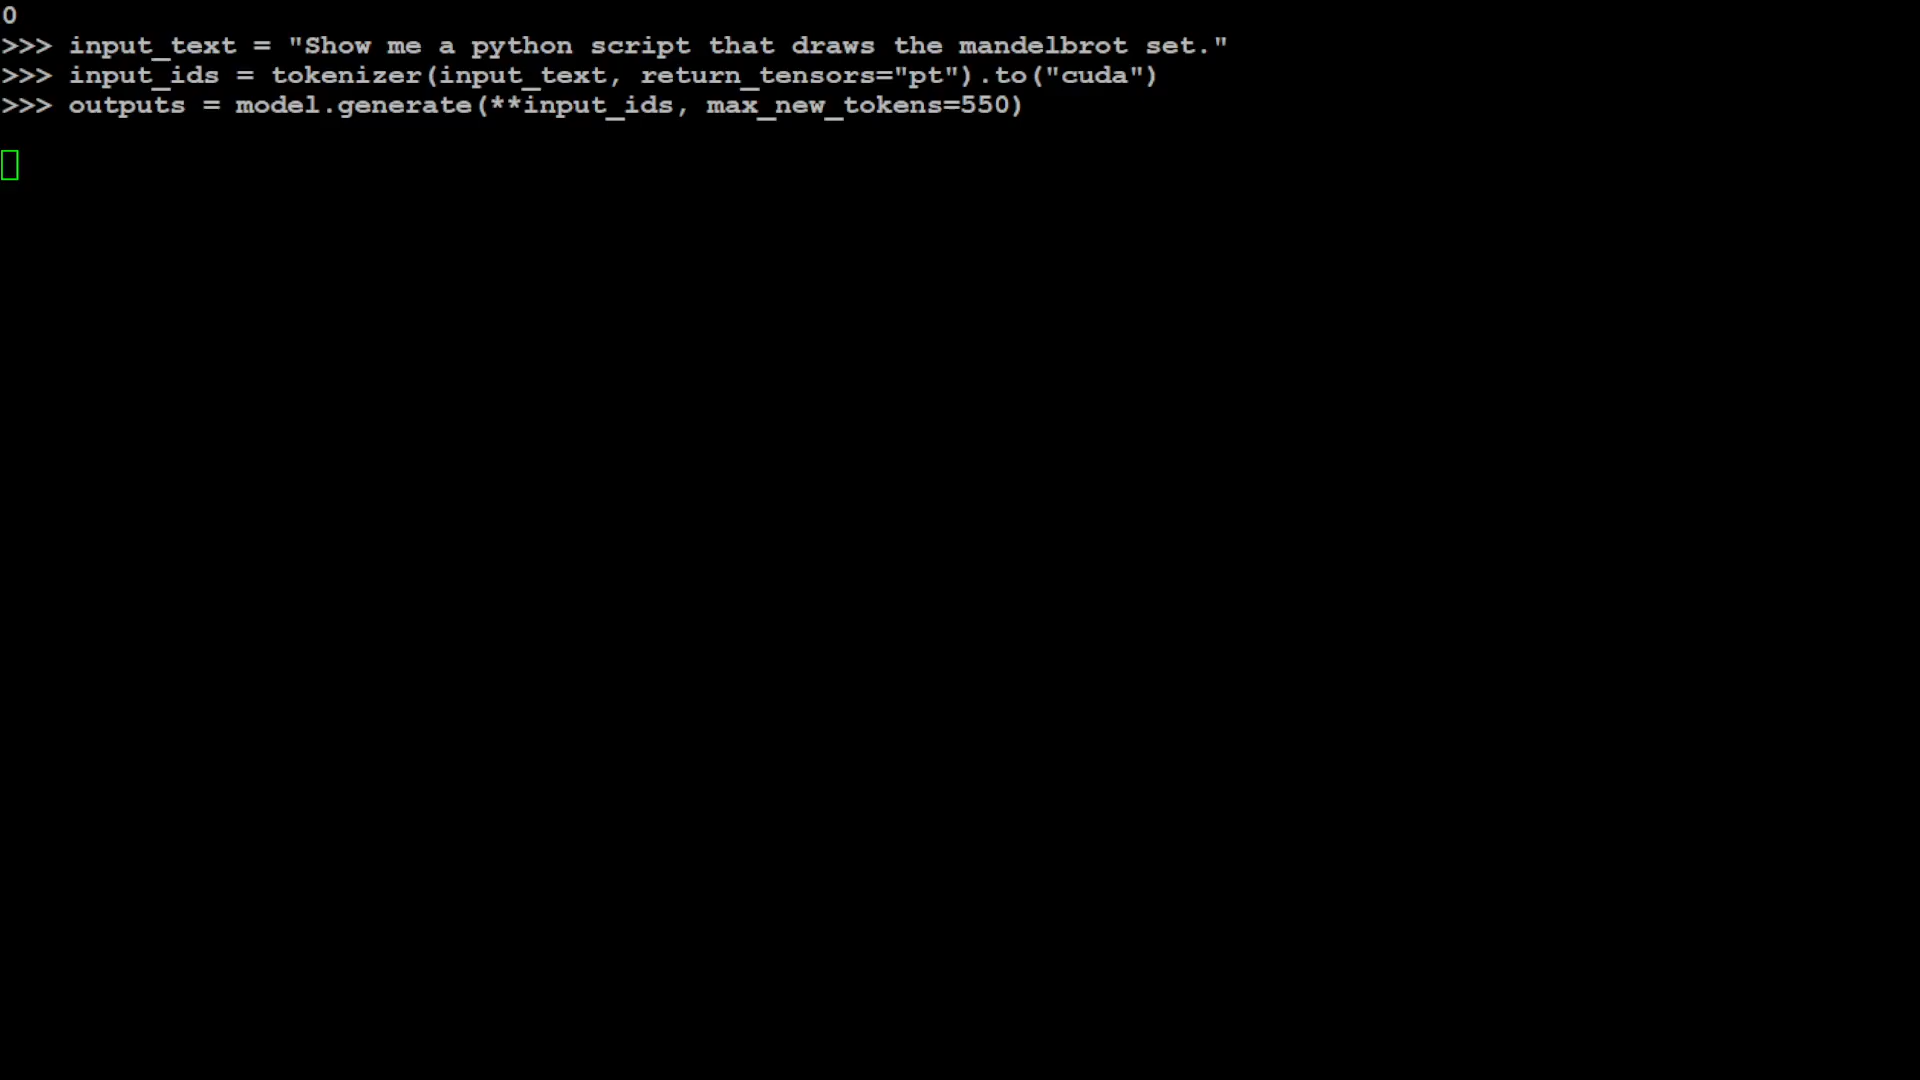 0
>>> input_text = "Show me a python script that draws the mandelbrot set."
>>> input_ids = tokenizer(input_text, return_tensors="pt").to("cuda")
>>> outputs = model.generate(**input_ids, max_new_tokens=550)